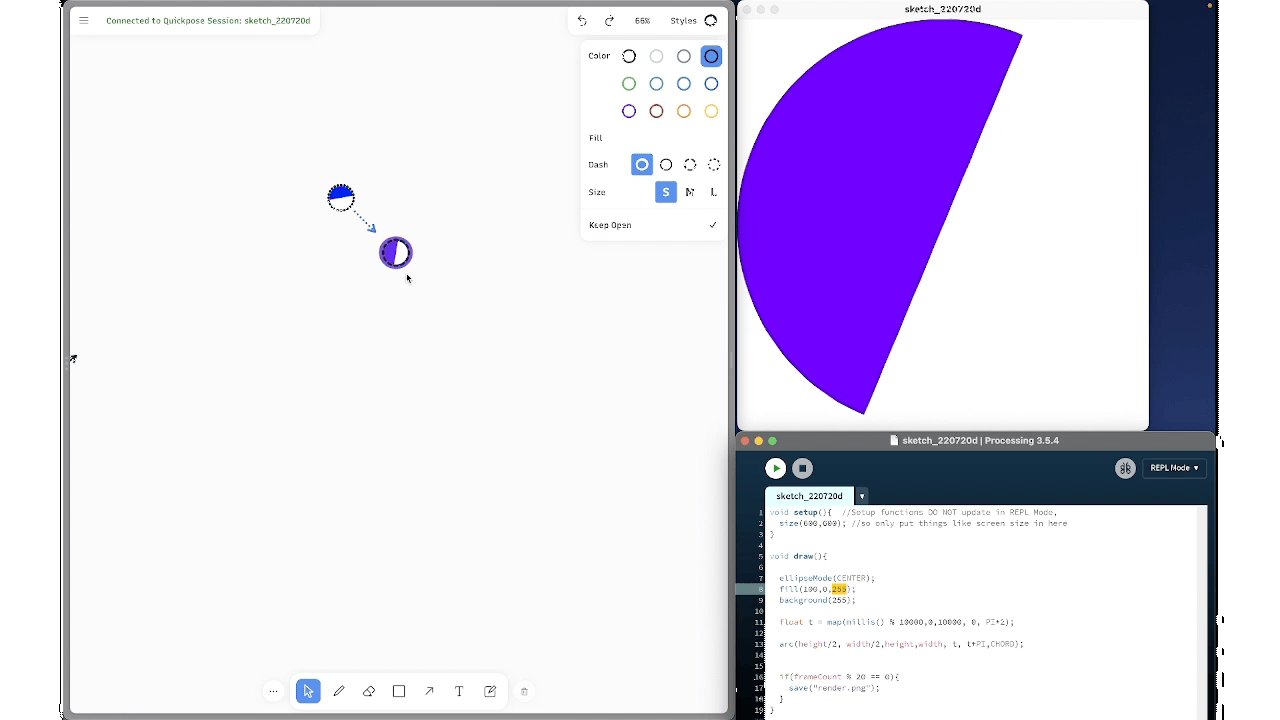 Connected to Quickpose Session: sketch_220720d
66%
Styles
Color
Fill
Dash
Size
S
M
L
Keep Open
T
sketch_220720d
sketch_220720d | Processing 3.5.4
REPL Mode
sketch_220720d
1 void setup(){ //Setup functions DO NOT update in REPL Mode,
2 size(600,600); //so only put things like screen size in here
3 }
4
5 void draw(){
6
7 ellipseMode(CENTER);
8 fill(100,0,255);
9 background(255);
10
11 float t = map(millis() % 10000,0,10000, 0, PI*2);
12
13 arc(height/2, width/2,height,width, t, t+PI,CHORD);
14
15
16 if(frameCount % 20 == 0){
17 save("render.png");
18 }
19 }